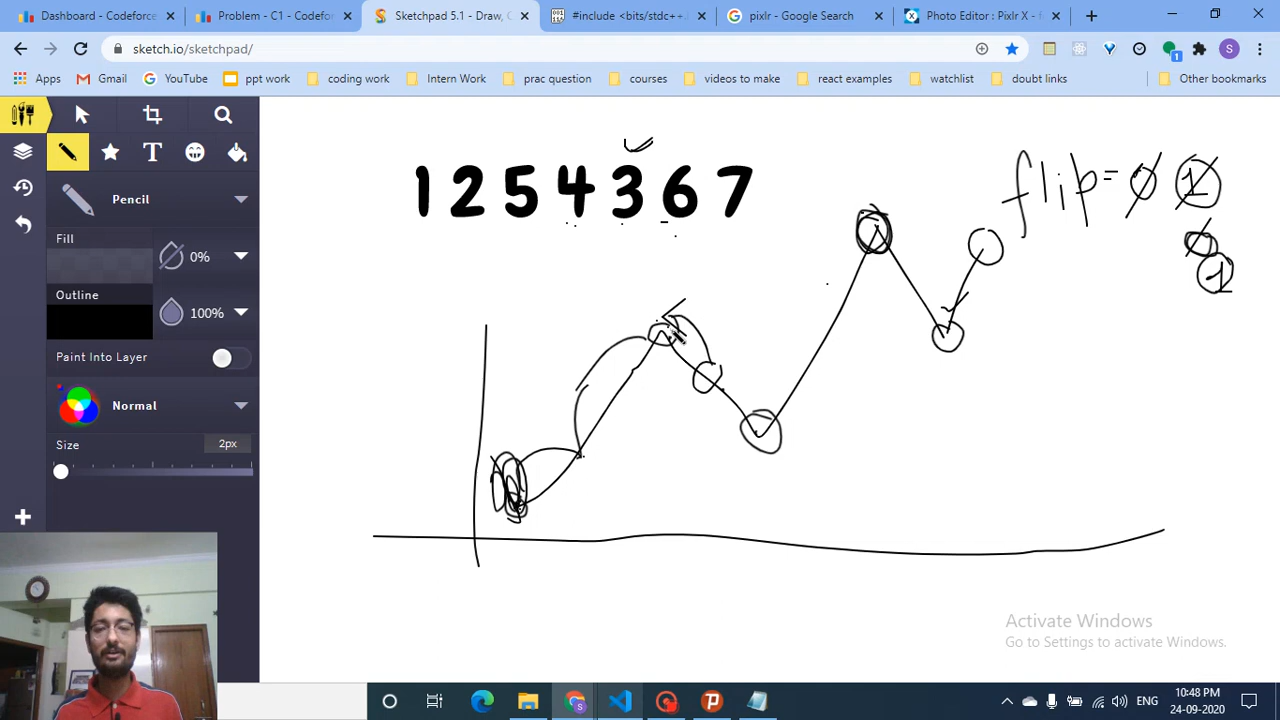 Dashboard - Codeforce
Problem - C1 - Codefor
Sketchpad 5.1 - Draw, C
#include <bits/stdc++.
pixlr - Google Search
Photo Editor : Pixlr X - f
sketch.io/sketchpad/
S
1
Apps
Gmail
YouTube
ppt work
coding work
Intern Work
prac question
courses
videos to make
react examples
watchlist
doubt links
Other bookmarks
T
Pencil
Fill
0%
Outline
100%
Paint Into Layer
Normal
Size
2px
1 2 5 4 3 6 7
flip = 0 1
0
1
Activate Windows
Go to Settings to activate Windows.
ENG
10:48 PM
24-09-2020